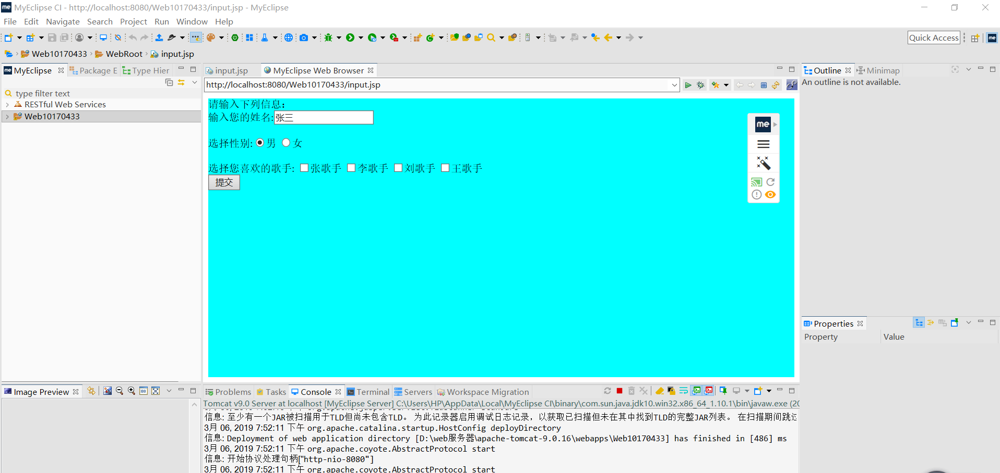 MyEclipse CI - http://localhost:8080/Web10170433/input.jsp - MyEclipse
File Edit Navigate Search Project Run Window Help
Quick Access
Web10170433 WebRoot input.jsp
MyEclipse Package E Type Hier
type filter text
RESTful Web Services
Web10170433
input.jsp MyEclipse Web Browser
http://localhost:8080/Web10170433/input.jsp
请输入下列信息:
输入您的姓名:张三
选择性别: 男 女
选择您喜欢的歌手: 张歌手 李歌手 刘歌手 王歌手
提交
me
Outline Minimap
An outline is not available.
Properties
Property Value
Image Preview
Problems Tasks Console Terminal Servers Workspace Migration
Tomcat v9.0 Server at localhost [MyEclipse Server] C:\Users\HP\AppData\Local\MyEclipse CI\binary\com.sun.java.jdk10.win32.x86_64_1.10.1\bin\javaw.exe (20
信息: 至少有一个JAR被扫描用于TLD但尚未包含TLD。 为此记录器启用调试日志记录, 以获取已扫描但未在其中找到TLD的完整JAR列表。 在扫描期间跳过
3月 06, 2019 7:52:11 下午 org.apache.catalina.startup.HostConfig deployDirectory
信息: Deployment of web application directory [D:\web服务器\apache-tomcat-9.0.16\webapps\Web10170433] has finished in [486] ms
3月 06, 2019 7:52:11 下午 org.apache.coyote.AbstractProtocol start
信息: 开始协议处理句柄["http-nio-8080"]
3月 06, 2019 7:52:11 下午 org.apache.coyote.AbstractProtocol start